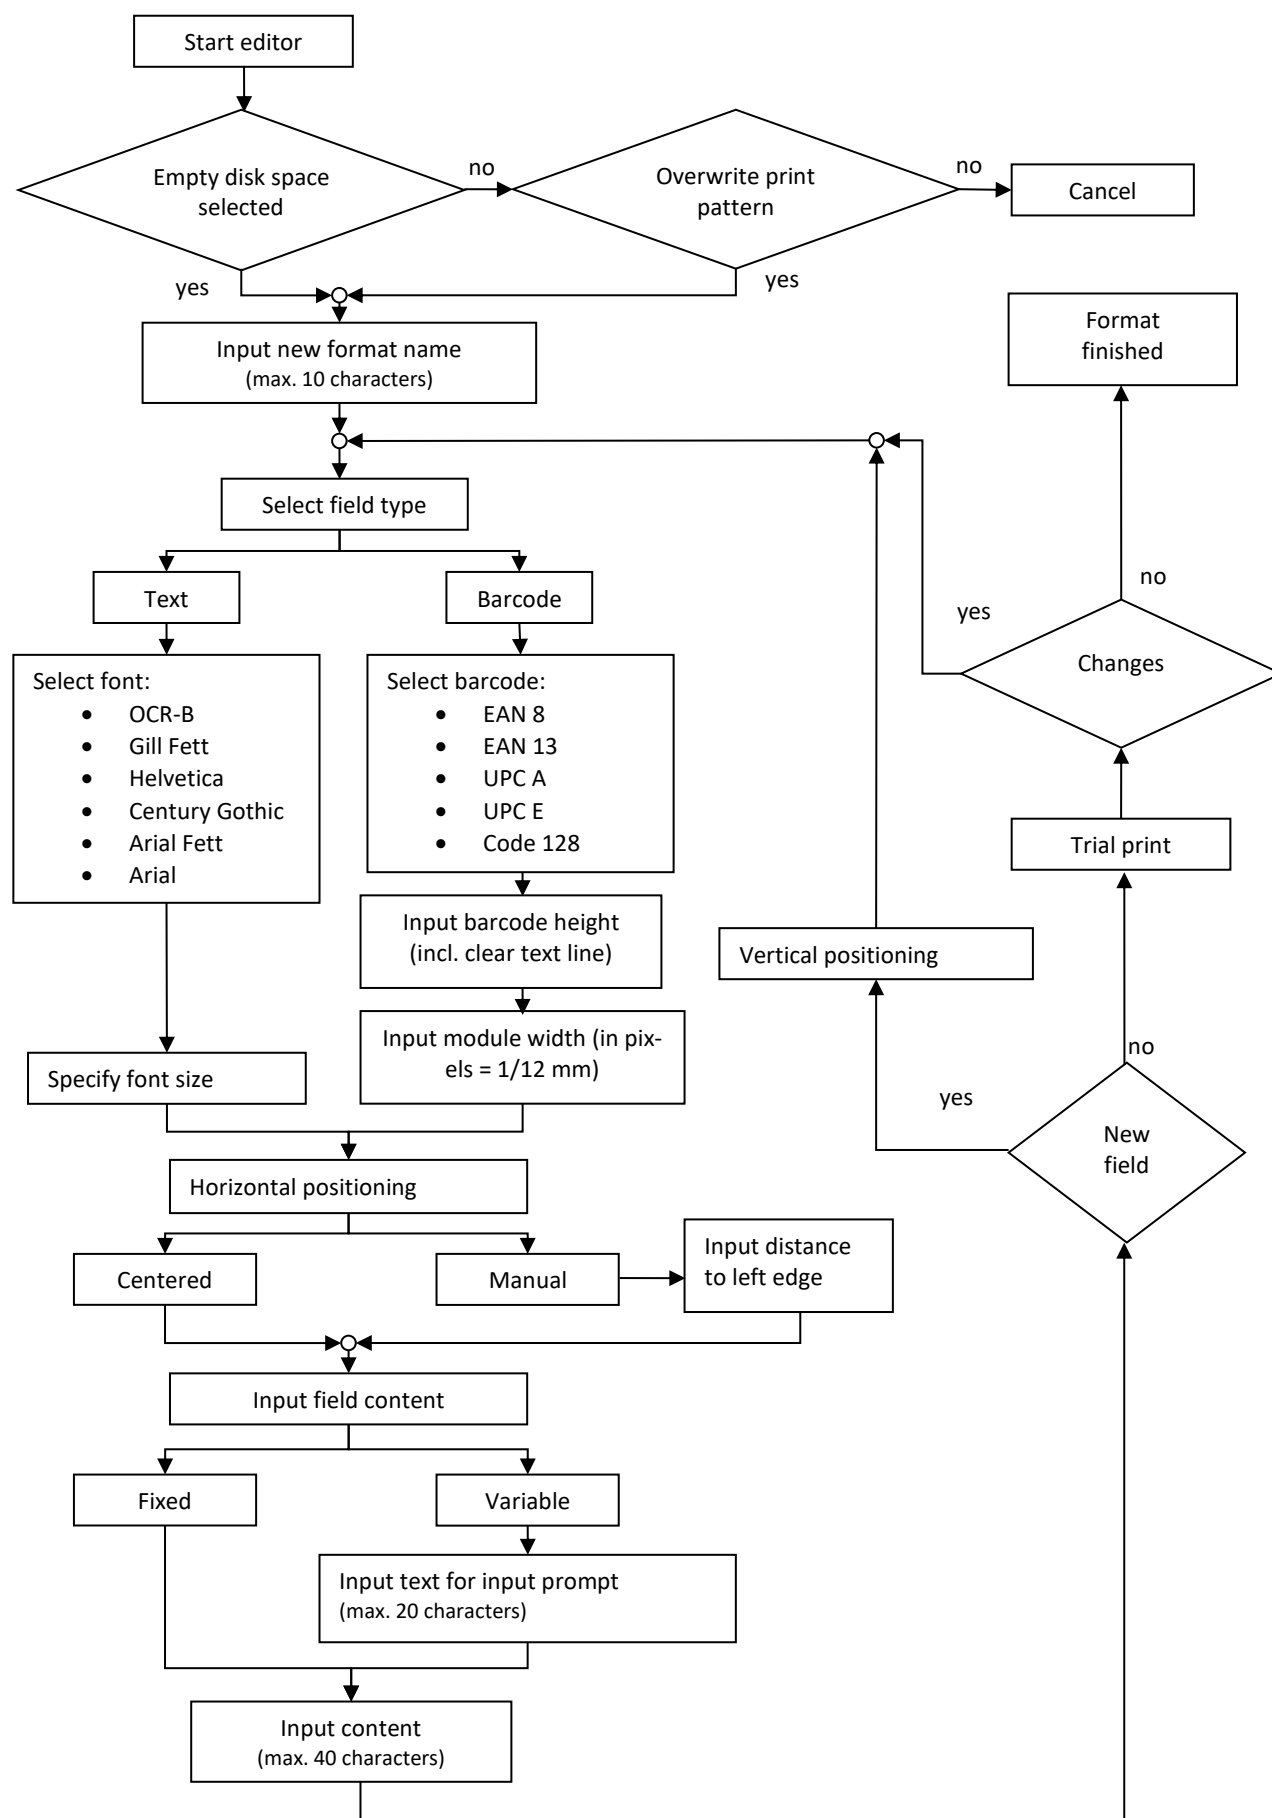 Start editor
Empty disk space
selected
no
Overwrite print
pattern
no
Cancel
yes
yes
Input new format name
(max. 10 characters)
Format
finished
Select field type
Text
Barcode
no
yes
Changes
Select font:
• OCR-B
• Gill Fett
• Helvetica
• Century Gothic
• Arial Fett
• Arial
Select barcode:
• EAN 8
• EAN 13
• UPC A
• UPC E
• Code 128
Trial print
Input barcode height
(incl. clear text line)
Vertical positioning
Input module width (in pix-
els = 1/12 mm)
Specify font size
no
yes
New
field
Horizontal positioning
Centered
Manual
Input distance
to left edge
Input field content
Fixed
Variable
Input text for input prompt
(max. 20 characters)
Input content
(max. 40 characters)